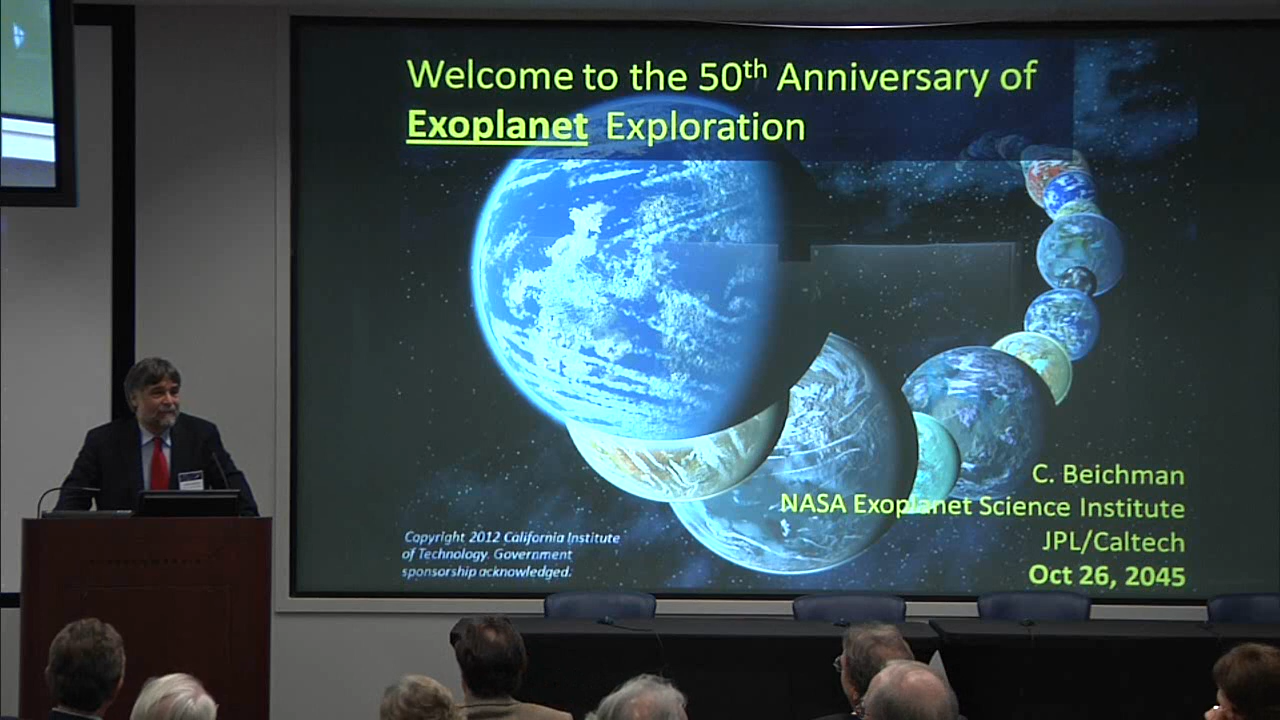 Welcome to the 50th Anniversary of
Exoplanet Exploration
C. Beichman
NASA Exoplanet Science Institute
JPL/Caltech
Oct 26, 2045
Copyright 2012 California Institute
of Technology. Government
sponsorship acknowledged.